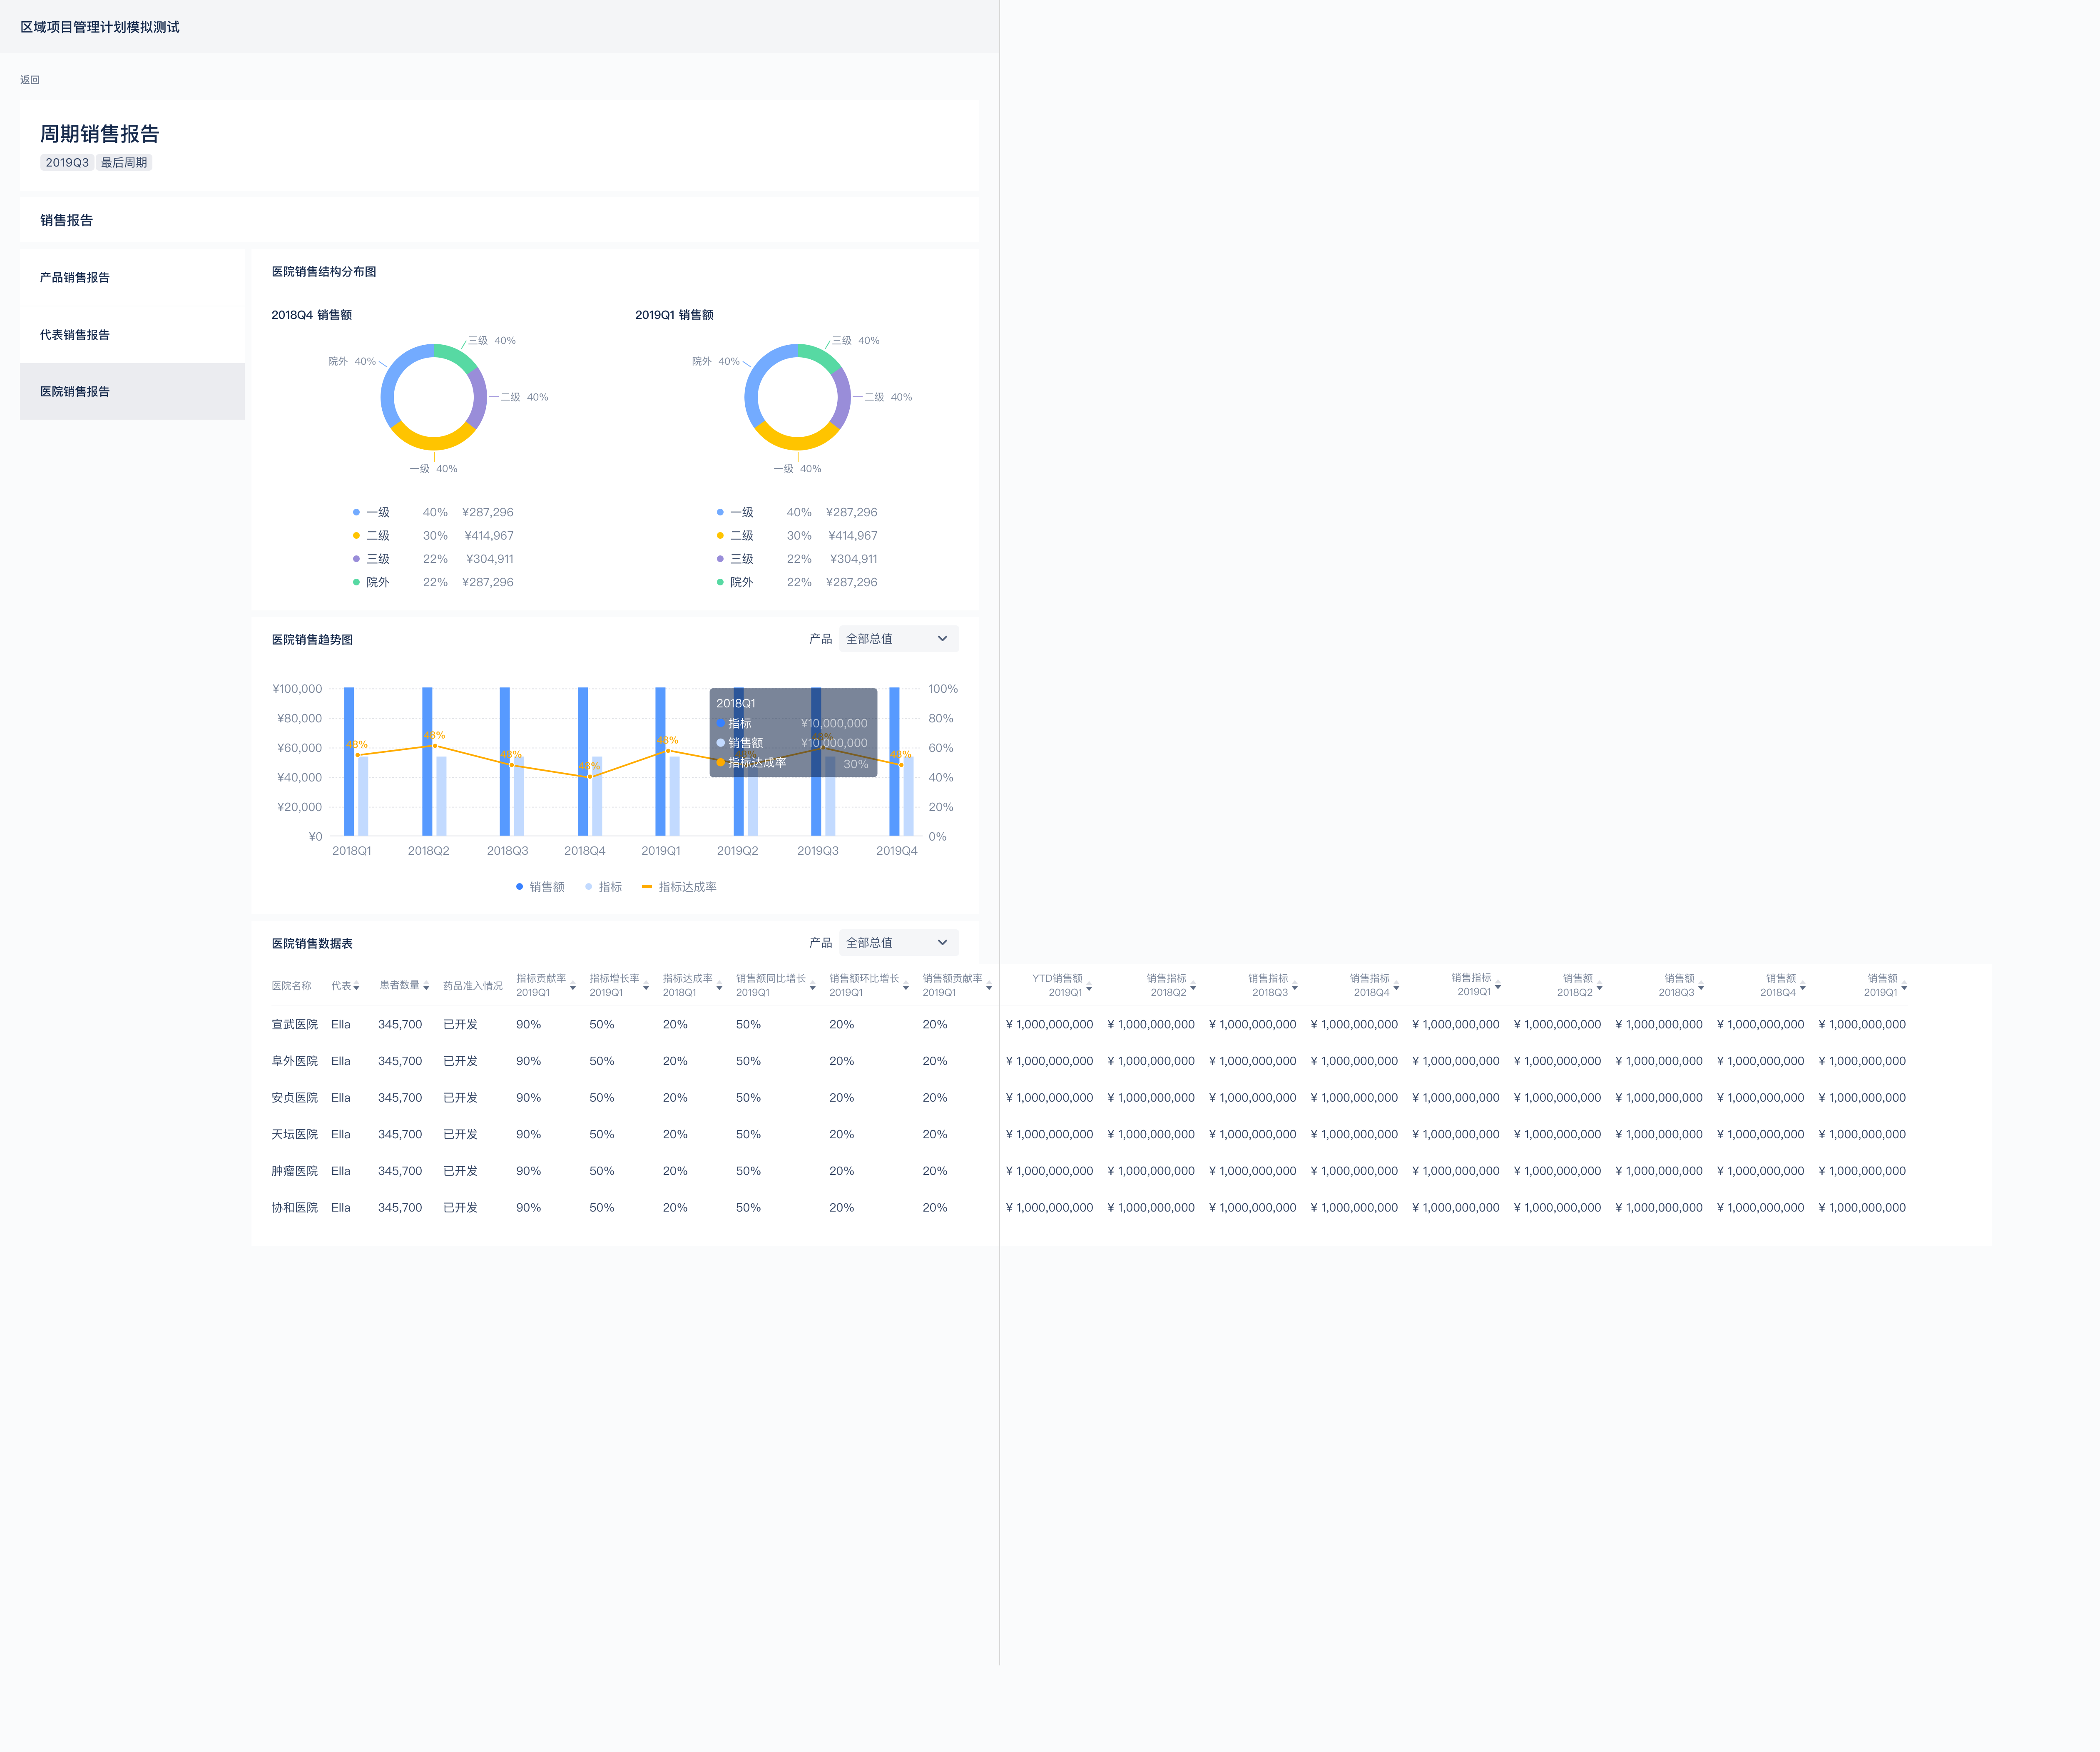 区域项目管理计划模拟测试
返回
周期销售报告
2019Q3 最后周期
销售报告
产品销售报告
代表销售报告
医院销售报告
医院销售结构分布图
2018Q4 销售额
三级 40%
院外 40%
二级 40%
一级 40%
一级 40% ¥287,296
二级 30% ¥414,967
三级 22% ¥304,911
院外 22% ¥287,296
2019Q1 销售额
三级 40%
院外 40%
二级 40%
一级 40%
一级 40% ¥287,296
二级 30% ¥414,967
三级 22% ¥304,911
院外 22% ¥287,296
医院销售趋势图
产品 全部总值
¥100,000
¥80,000
¥60,000
¥40,000
¥20,000
¥0
100%
80%
60%
40%
20%
0%
48% 48% 48% 48% 48% 48%
2018Q1
指标 ¥10,000,000
销售额 ¥10,000,000
指标达成率 30%
2018Q1 2018Q2 2018Q3 2018Q4 2019Q1 2019Q2 2019Q3 2019Q4
销售额 指标 指标达成率
医院销售数据表
产品 全部总值
医院名称 代表 患者数量 药品准入情况 指标贡献率 指标增长率 指标达成率 销售额同比增长 销售额环比增长 销售额贡献率 YTD销售额 销售指标 销售指标 销售指标 销售指标 销售额 销售额 销售额 销售额
2019Q1 2019Q1 2018Q1 2019Q1 2019Q1 2019Q1 2019Q1 2018Q2 2018Q3 2018Q4 2019Q1 2018Q2 2018Q3 2018Q4 2019Q1
宣武医院 Ella 345,700 已开发 90% 50% 20% 50% 20% 20% ¥ 1,000,000,000 ¥ 1,000,000,000 ¥ 1,000,000,000 ¥ 1,000,000,000 ¥ 1,000,000,000 ¥ 1,000,000,000 ¥ 1,000,000,000 ¥ 1,000,000,000 ¥ 1,000,000,000
阜外医院 Ella 345,700 已开发 90% 50% 20% 50% 20% 20% ¥ 1,000,000,000 ¥ 1,000,000,000 ¥ 1,000,000,000 ¥ 1,000,000,000 ¥ 1,000,000,000 ¥ 1,000,000,000 ¥ 1,000,000,000 ¥ 1,000,000,000 ¥ 1,000,000,000
安贞医院 Ella 345,700 已开发 90% 50% 20% 50% 20% 20% ¥ 1,000,000,000 ¥ 1,000,000,000 ¥ 1,000,000,000 ¥ 1,000,000,000 ¥ 1,000,000,000 ¥ 1,000,000,000 ¥ 1,000,000,000 ¥ 1,000,000,000 ¥ 1,000,000,000
天坛医院 Ella 345,700 已开发 90% 50% 20% 50% 20% 20% ¥ 1,000,000,000 ¥ 1,000,000,000 ¥ 1,000,000,000 ¥ 1,000,000,000 ¥ 1,000,000,000 ¥ 1,000,000,000 ¥ 1,000,000,000 ¥ 1,000,000,000 ¥ 1,000,000,000
肿瘤医院 Ella 345,700 已开发 90% 50% 20% 50% 20% 20% ¥ 1,000,000,000 ¥ 1,000,000,000 ¥ 1,000,000,000 ¥ 1,000,000,000 ¥ 1,000,000,000 ¥ 1,000,000,000 ¥ 1,000,000,000 ¥ 1,000,000,000 ¥ 1,000,000,000
协和医院 Ella 345,700 已开发 90% 50% 20% 50% 20% 20% ¥ 1,000,000,000 ¥ 1,000,000,000 ¥ 1,000,000,000 ¥ 1,000,000,000 ¥ 1,000,000,000 ¥ 1,000,000,000 ¥ 1,000,000,000 ¥ 1,000,000,000 ¥ 1,000,000,000